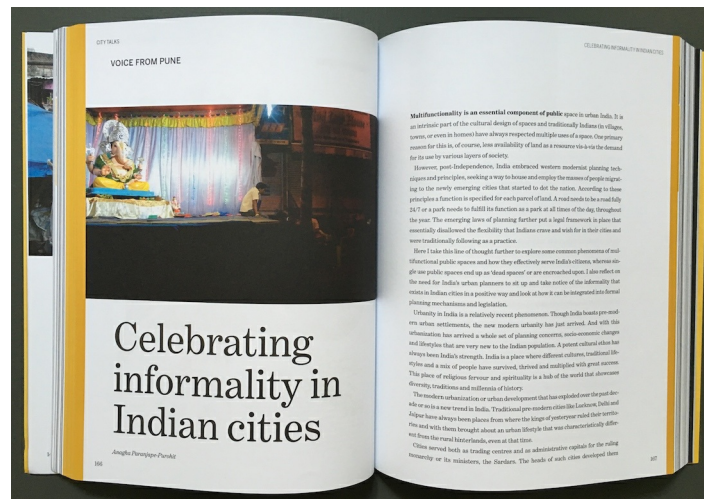 CITY TALKS
VOICE FROM PUNE
Celebrating
informality in
Indian cities
Anagha Paranjape-Purohit
166
CELEBRATING INFORMALITY IN INDIAN CITIES
Multifunctionality is an essential component of public space in urban India. It is
an intrinsic part of the cultural design of spaces and traditionally Indians (in villages,
towns, or even in homes) have always respected multiple uses of a space. One primary
reason for this is, of course, less availability of land as a resource vis-à-vis the demand
for its use by various layers of society.
However, post-Independence, India embraced western modernist planning tech-
niques and principles, seeking a way to house and employ the masses of people migrat-
ing to the newly emerging cities that started to dot the nation. According to these
principles a function is specified for each parcel of land. A road needs to be a road fully
24/7 or a park needs to fulfill its function as a park at all times of the day, throughout
the year. The emerging laws of planning further put a legal framework in place that
essentially disallowed the flexibility that Indians crave and wish for in their cities and
were traditionally following as a practice.
Here I take this line of thought further to explore some common phenomena of mul-
tifunctional public spaces and how they effectively serve India's citizens, whereas sin-
gle use public spaces end up as 'dead spaces' or are encroached upon. I also reflect on
the need for India's urban planners to sit up and take notice of the informality that
exists in Indian cities in a positive way and look at how it can be integrated into formal
planning mechanisms and legislation.
Urbanity in India is a relatively recent phenomenon. Though India boasts pre-mod-
ern urban settlements, the new modern urbanity has just arrived. And with this
urbanization has arrived a whole set of planning concerns, socio-economic changes
and lifestyles that are very new to the Indian population. A potent cultural ethos has
always been India's strength. India is a place where different cultures, traditional life-
styles and a mix of people have survived, thrived and multiplied with great success.
This place of religious fervour and spirituality is a hub of the world that showcases
diversity, traditions and millennia of history.
The modern urbanization or urban development that has exploded over the past dec-
ade or so is a new trend in India. Traditional pre-modern cities like Lucknow, Delhi and
Jaipur have always been places from where the kings of yesteryear ruled their territo-
ries and with them brought about an urban lifestyle that was characteristically differ-
ent from the rural hinterlands, even at that time.
Cities served both as trading centres and as administrative capitals for the ruling
monarchy or its ministers, the Sardars. The heads of such cities developed them
167